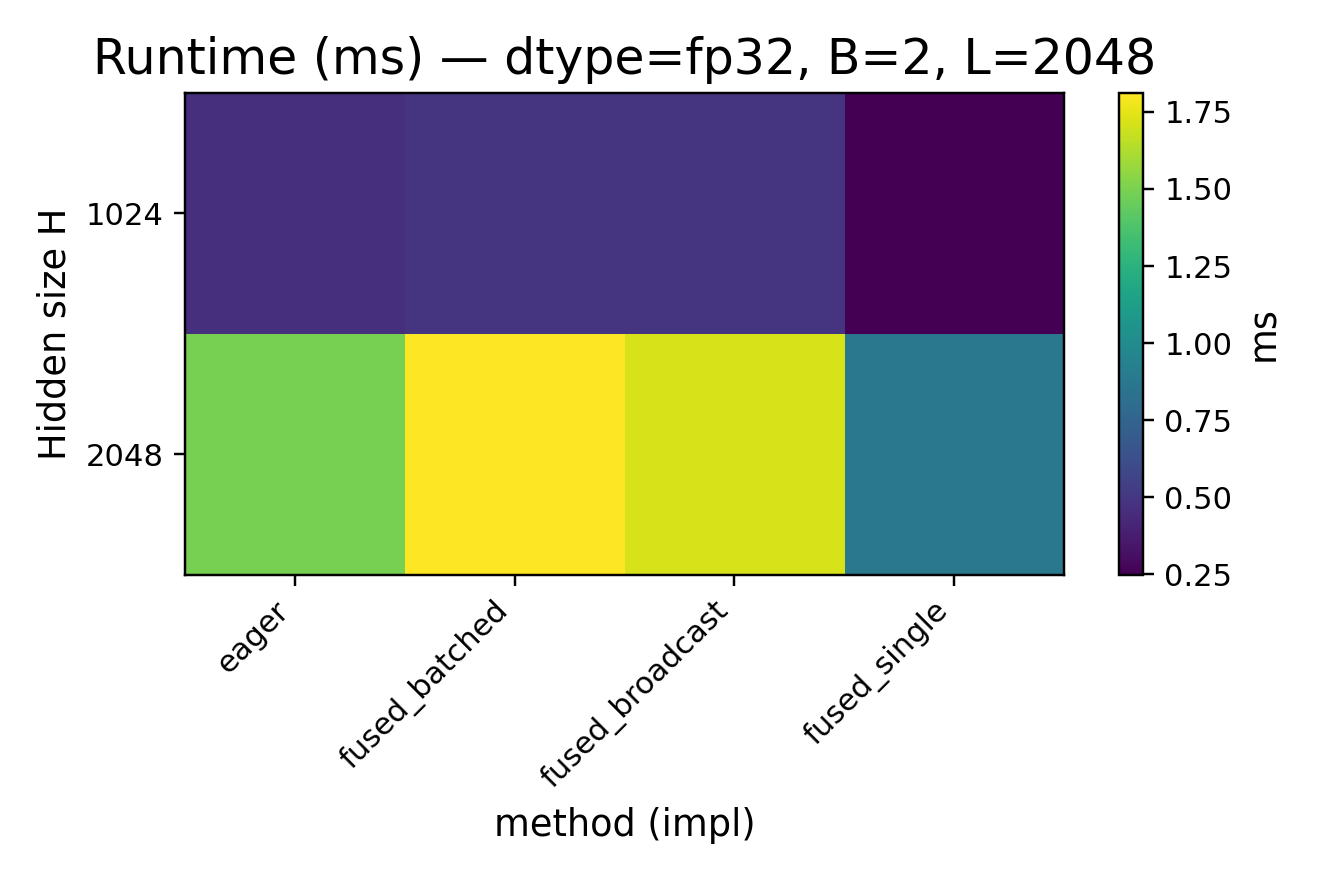 Runtime (ms) — dtype=fp32, B=2, L=2048
Hidden size H
1024
2048
eager
fused_batched
fused_broadcast
fused_single
method (impl)
1.75
1.50
1.25
1.00
0.75
0.50
0.25
ms